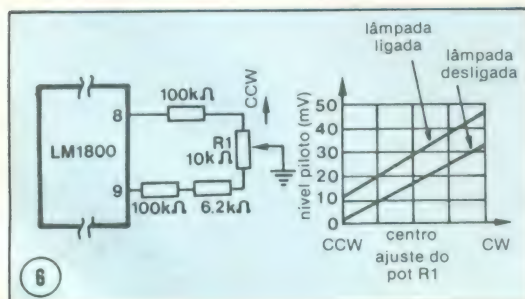 LM1800
8
9
100kΩ
CCW
R1
10kΩ
100kΩ
6.2kΩ
6
lâmpada
ligada
lâmpada
desligada
nível piloto (mV)
50
40
30
20
10
0
CCW
centro
CW
ajuste do
pot R1